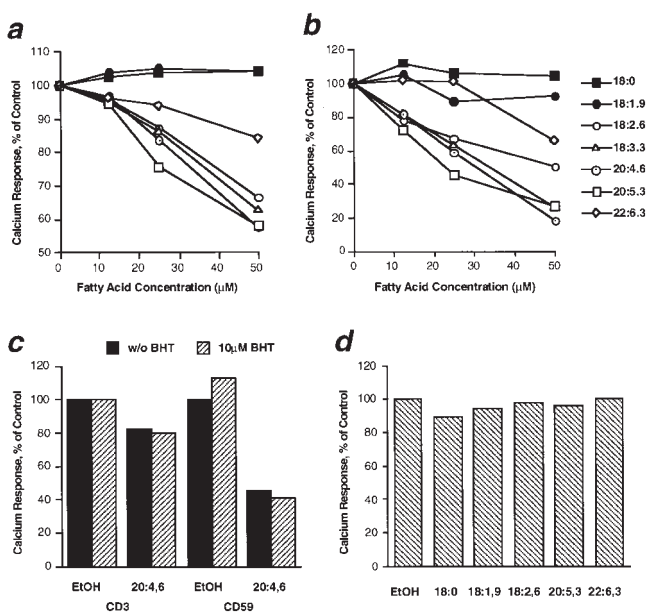 a
Calcium Response, % of Control
110
100
90
80
70
60
50
0 10 20 30 40 50
Fatty Acid Concentration (µM)
b
Calcium Response, % of Control
120
100
80
60
40
20
0
0 10 20 30 40 50
Fatty Acid Concentration (µM)
18:0
18:1.9
18:2.6
18:3.3
20:4.6
20:5.3
22:6.3
c
w/o BHT 10µM BHT
Calcium Response, % of Control
120
100
80
60
40
20
0
EtOH 20:4,6 EtOH 20:4,6
CD3 CD59
d
Calcium Response, % of Control
120
100
80
60
40
20
0
EtOH 18:0 18:1,9 18:2,6 20:5,3 22:6,3